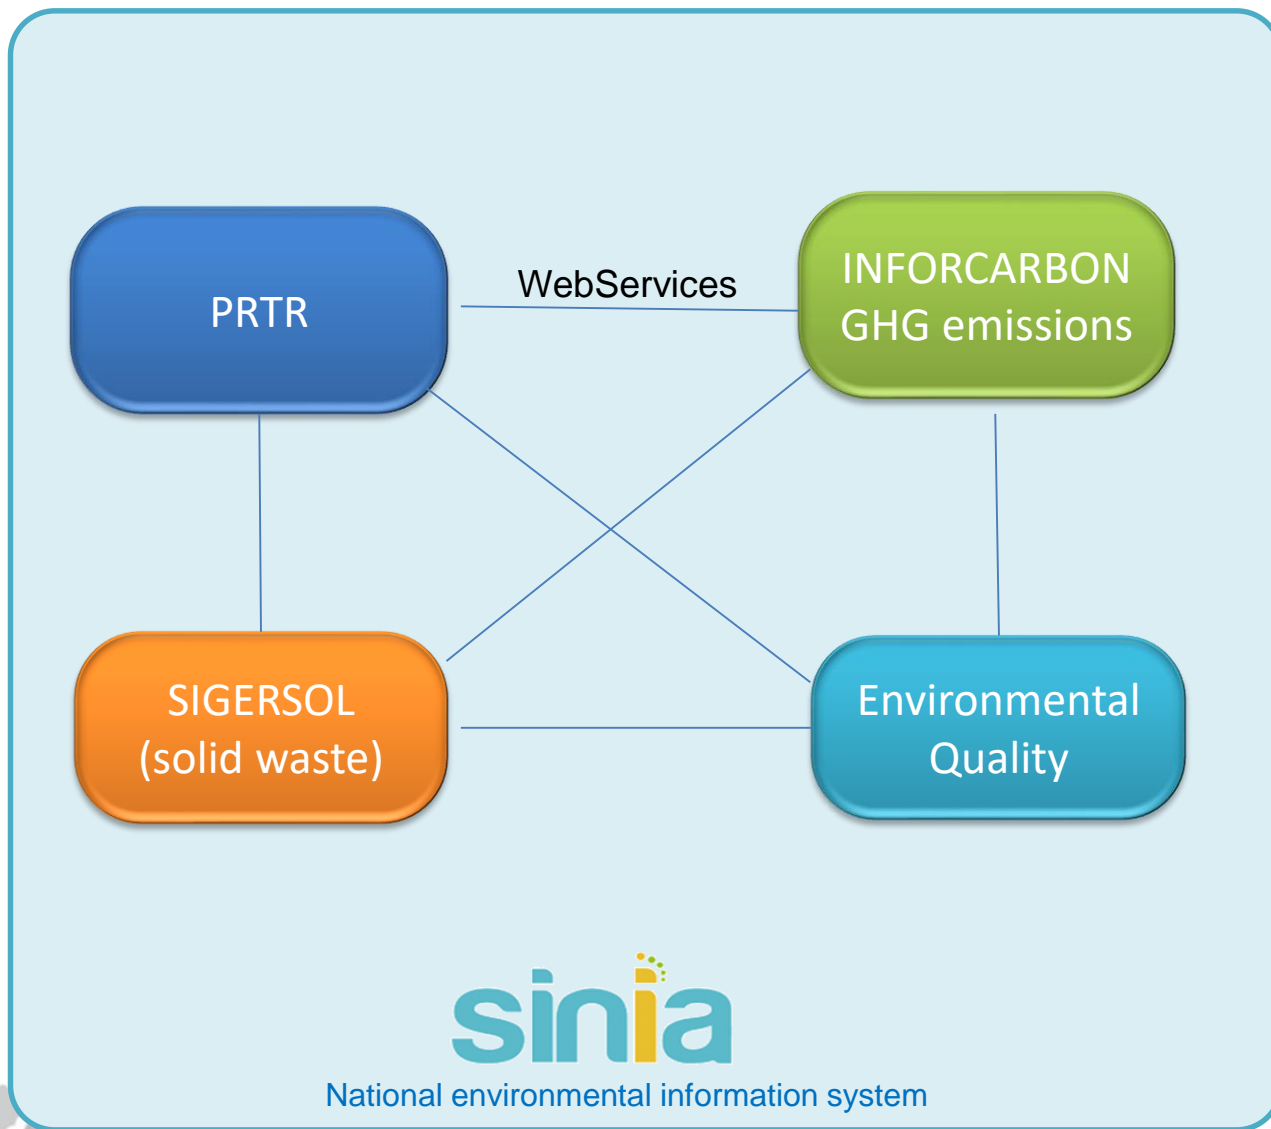 PRTR
WebServices
INFORCARBON
GHG emissions
SIGERSOL
(solid waste)
Environmental
Quality
sinia
National environmental information system